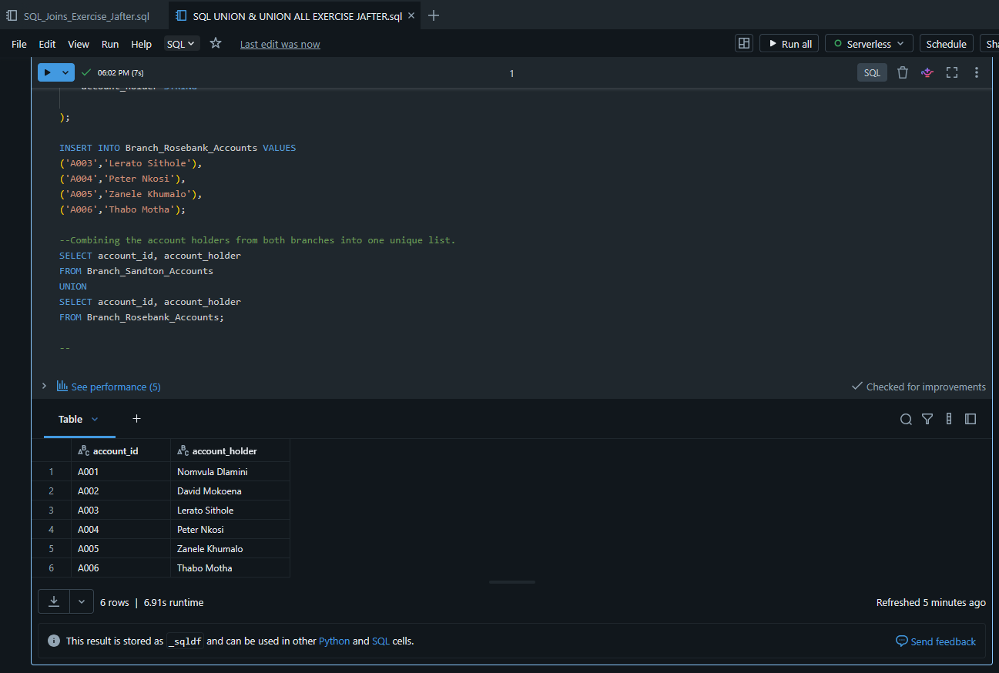 SQL_Joins_Exercise_Jafter.sql
SQL UNION & UNION ALL EXERCISE JAFTER.sql
File Edit View Run Help SQL Last edit was now
Run all Serverless Schedule Sha
06:02 PM (7s) 1 SQL
account_holder STRING
);
INSERT INTO Branch_Rosebank_Accounts VALUES
('A003','Lerato Sithole'),
('A004','Peter Nkosi'),
('A005','Zanele Khumalo'),
('A006','Thabo Motha');
--Combining the account holders from both branches into one unique list.
SELECT account_id, account_holder
FROM Branch_Sandton_Accounts
UNION
SELECT account_id, account_holder
FROM Branch_Rosebank_Accounts;
--
See performance (5) Checked for improvements
Table
account_id account_holder
1 A001 Nomvula Dlamini
2 A002 David Mokoena
3 A003 Lerato Sithole
4 A004 Peter Nkosi
5 A005 Zanele Khumalo
6 A006 Thabo Motha
6 rows | 6.91s runtime Refreshed 5 minutes ago
This result is stored as _sqldf and can be used in other Python and SQL cells. Send feedback